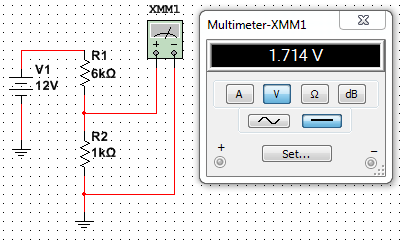 XMM1
+ −
R1
6kΩ
V1
12V
R2
1kΩ
Multimeter-XMM1
1.714 V
A V Ω dB
+ Set... −